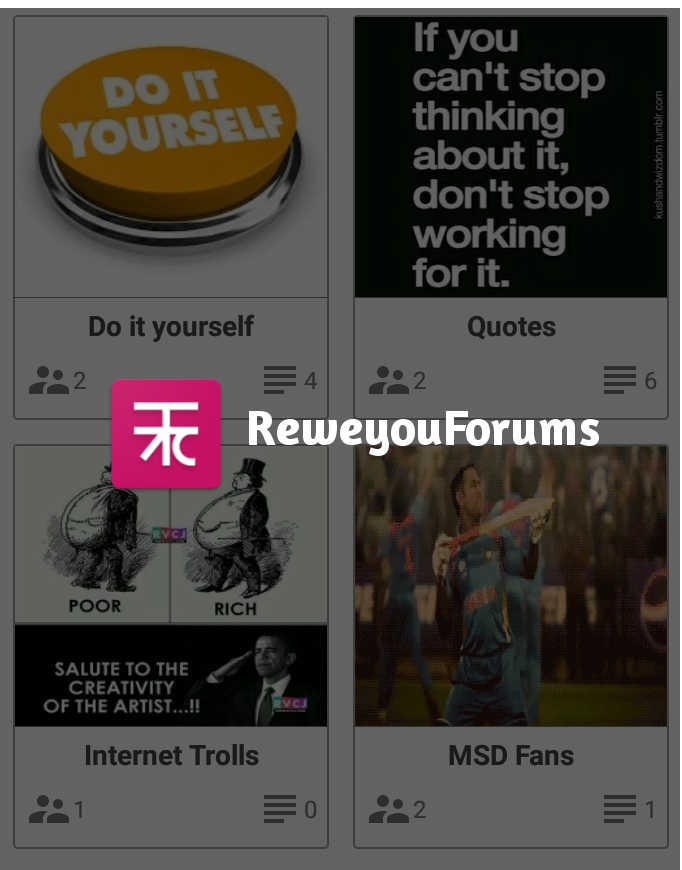 DO IT
YOURSELF
If you
can't stop
thinking
about it,
don't stop
working
for it.
kushandwizdom.tumblr.com
Do it yourself
2
4
Quotes
2
6
ReweyouForums
RVCJ
POOR
RICH
SALUTE TO THE
CREATIVITY
OF THE ARTIST...!!
RVCJ
Internet Trolls
1
0
MSD Fans
2
1